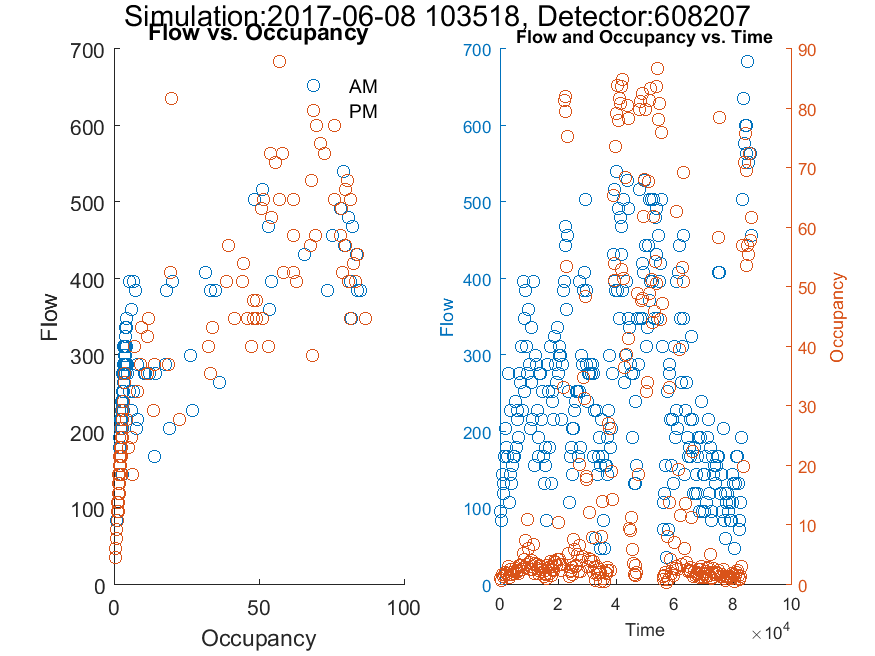 Simulation:2017-06-08 103518, Detector:608207
Flow vs. Occupancy
700
600
500
400
300
200
100
0
0 50 100
Flow
Occupancy
AM
PM
Flow and Occupancy vs. Time
700
600
500
400
300
200
100
0
Flow
90
80
70
60
50
40
30
20
10
0
Occupancy
0 2 4 6 8 10
Time
×10^4